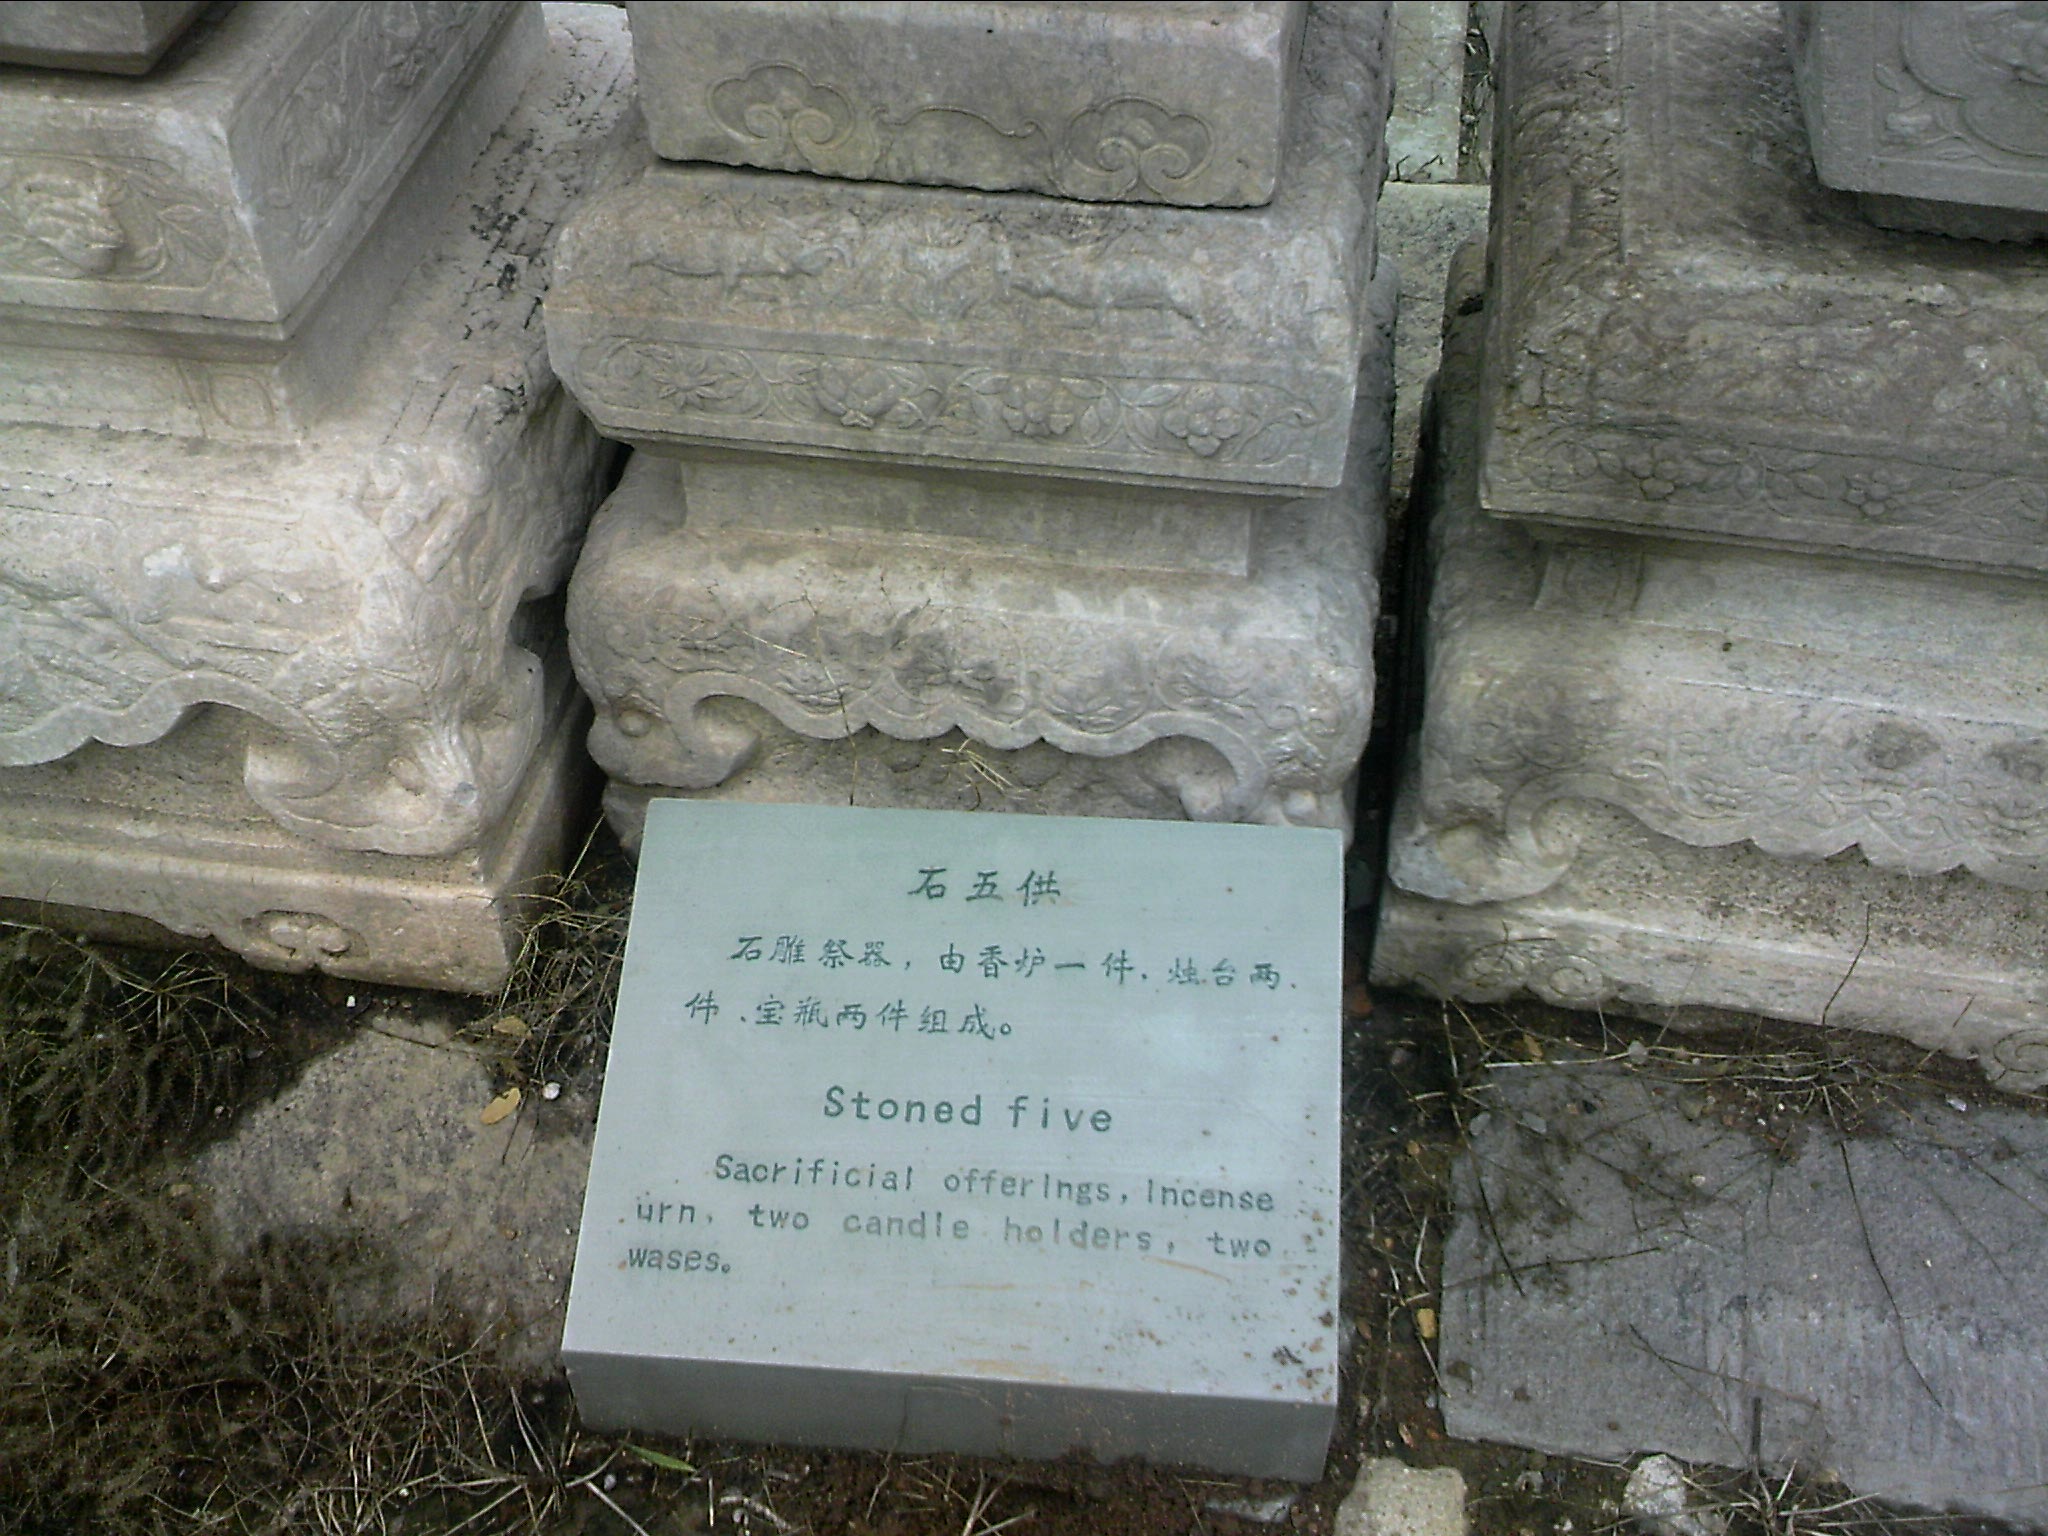 石五供
石雕祭器，由香炉一件、烛台两
件、宝瓶两件组成。
Stoned five
Sacrificial offerings, incense
urn, two candle holders, two
wases.